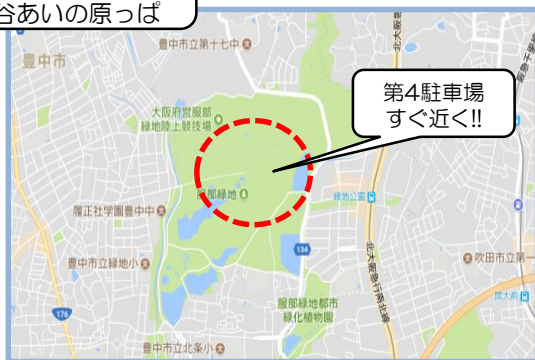 谷あいの原っぱ
豊中市立第十七中
豊中市
第4駐車場
すぐ近く!!
大阪府営服部
緑地陸上競技場
服部緑地
緑地公園
履正社学園豊中中
豊中市立緑地小
134
北大阪急行南北線
吹田市立第一
関大前
服部緑地都市
緑化植物園
176
豊中市立北条小
北大
阪急千里